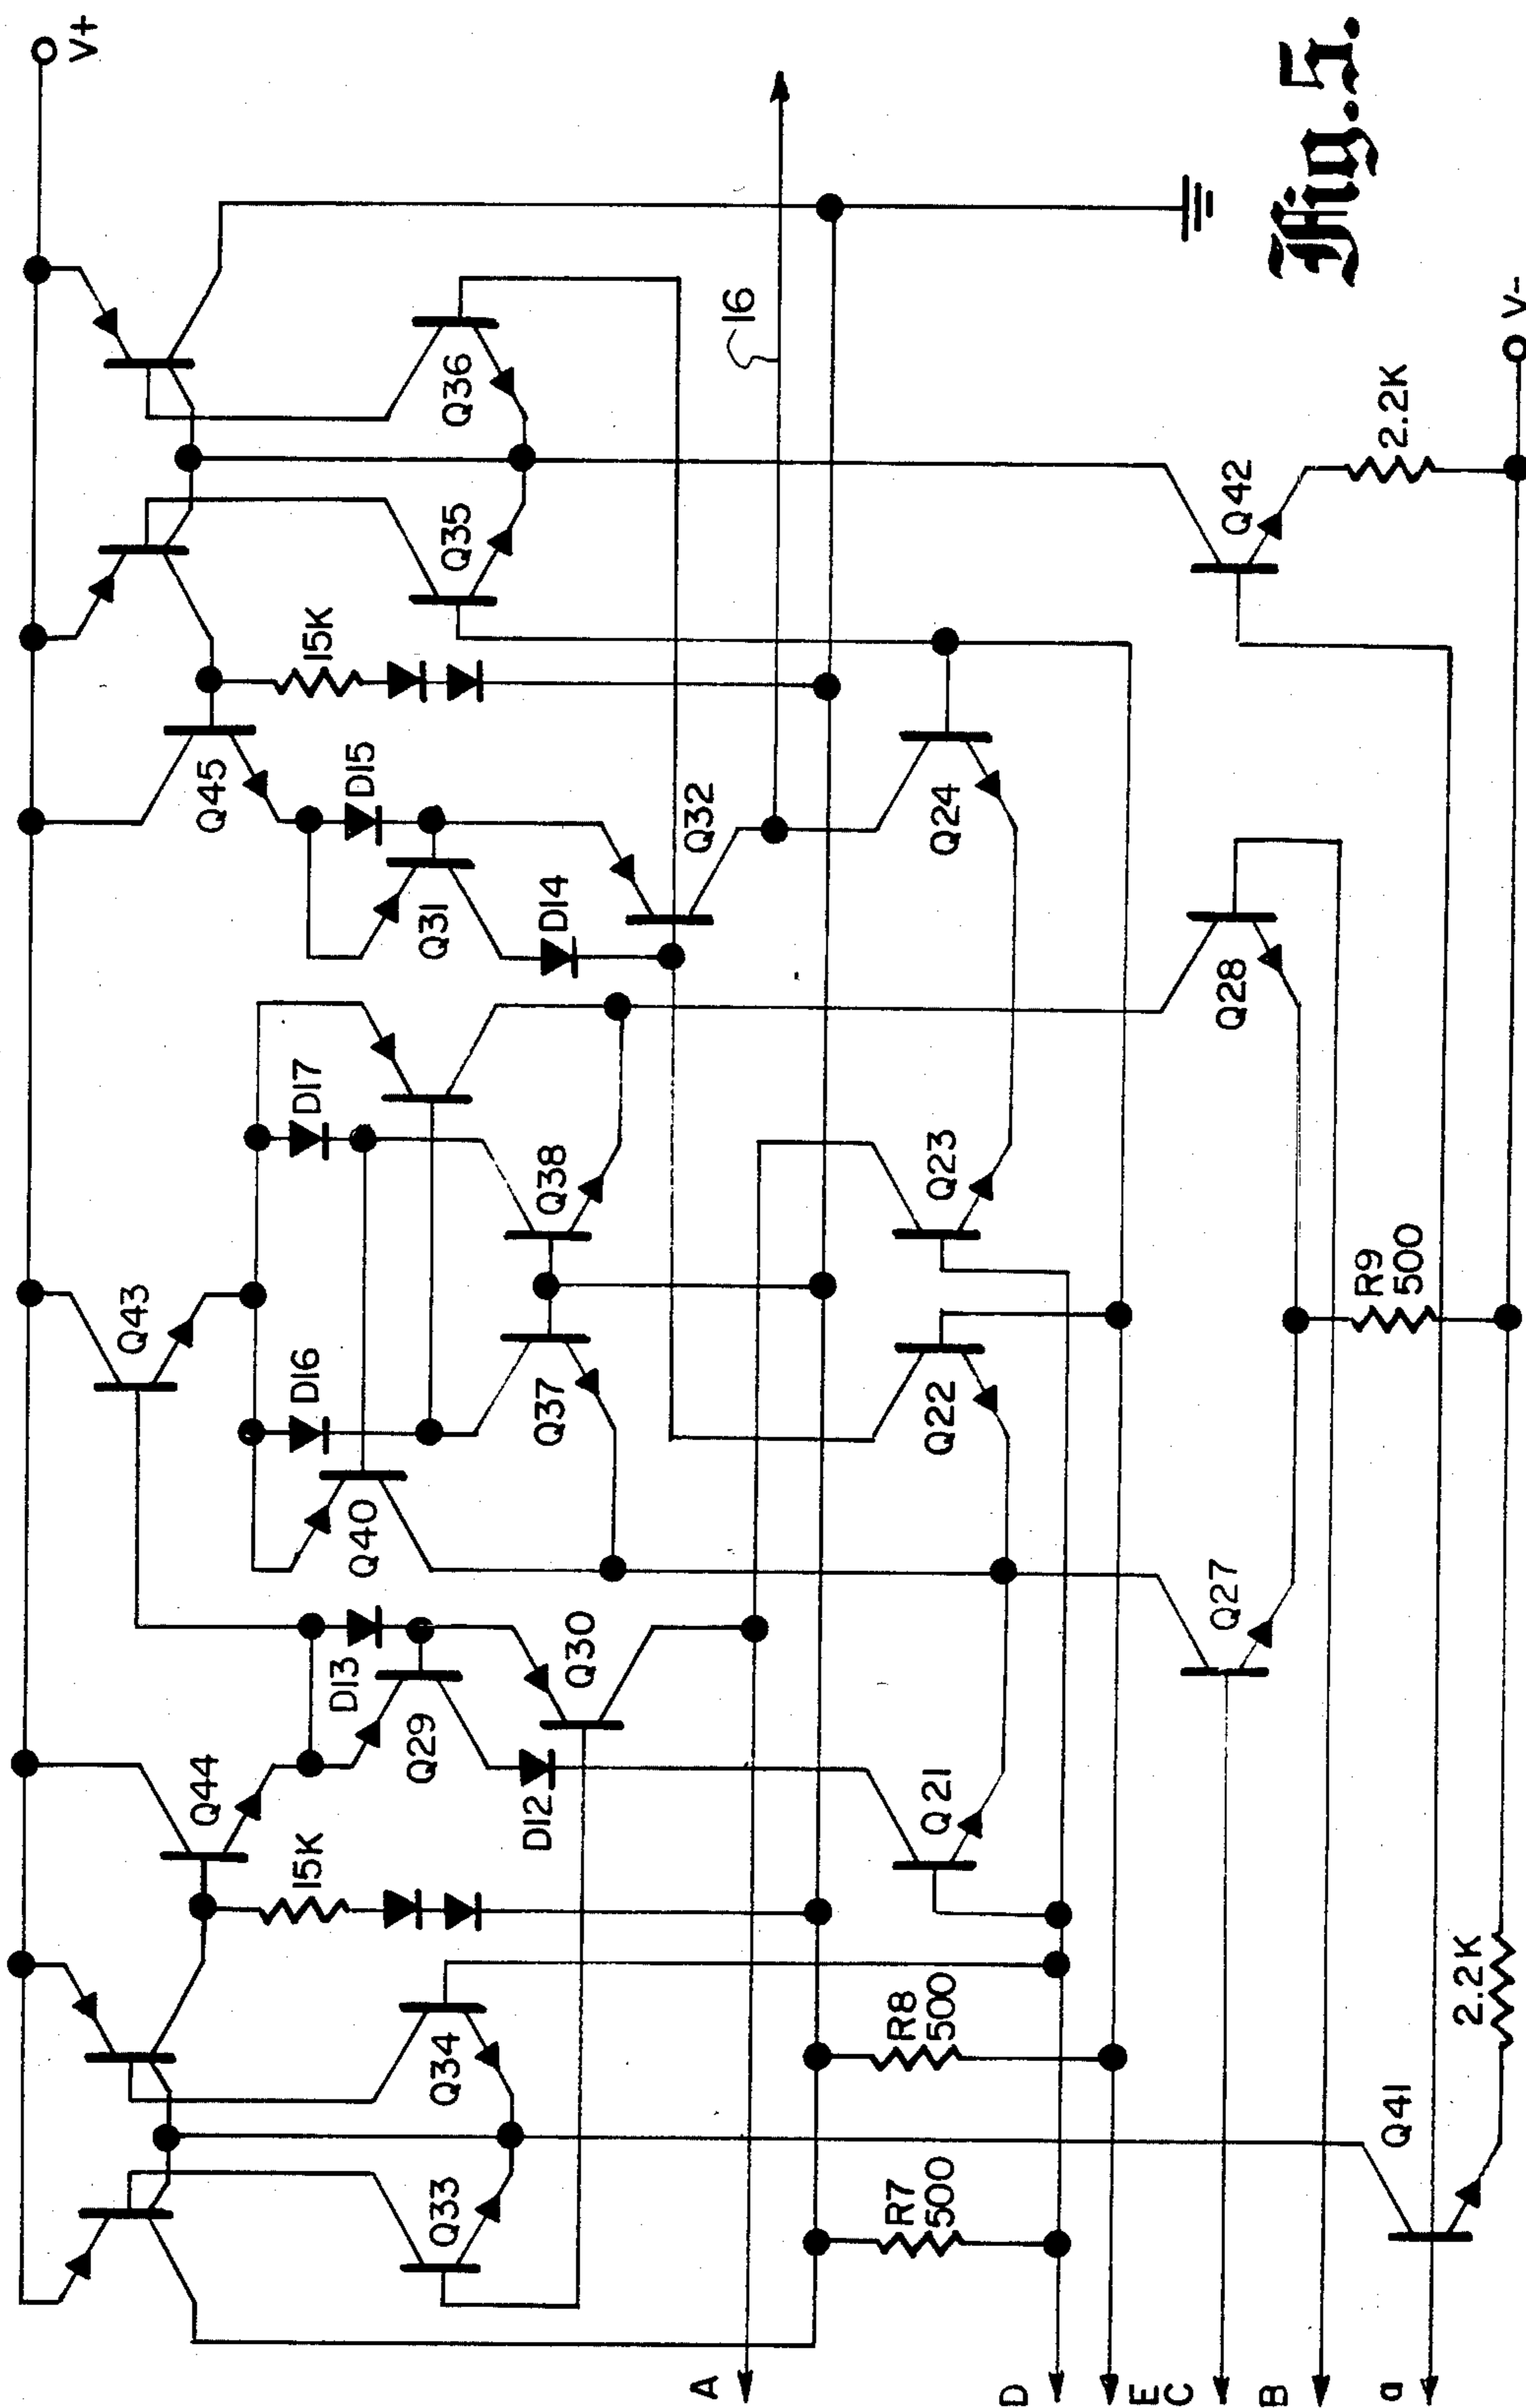 V+
Q43
Q44
Q45
15K
15K
D16
D17
D13
D15
Q36
Q35
Q40
Q29
Q31
Q34
Q33
Q37
Q38
D12
D14
Q30
Q32
16
A
R7
500
R8
500
Q21
Q22
Q23
Q24
D
E
C
Q27
Q28
Q42
B
R9
500
2.2K
Q41
a
2.2K
V-
Fig.5.